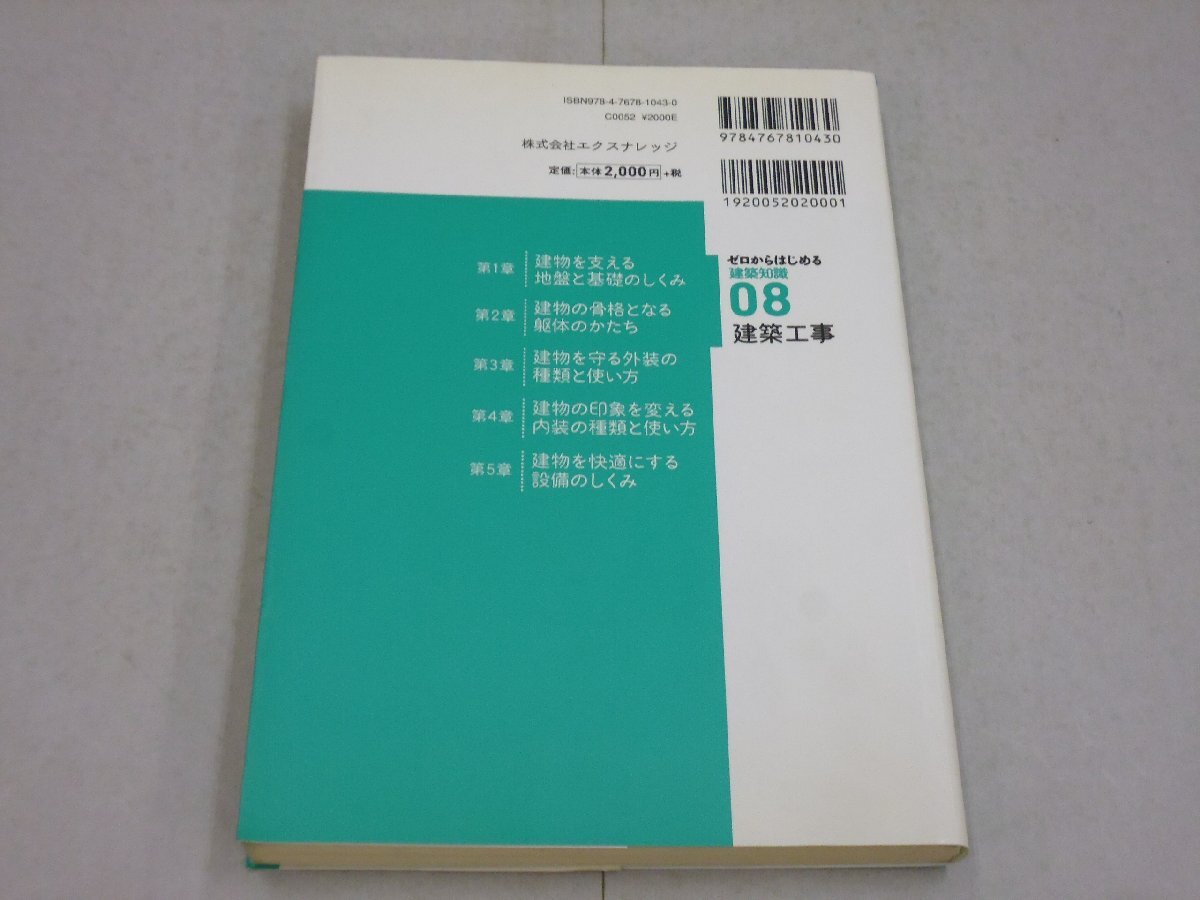 ISBN978-4-7678-1043-0
C0052 ¥2000E
株式会社エクスナレッジ
定価:本体2,000円+税
9784767810430
1920052020001
ゼロからはじめる
建築知識
08
建築工事
第1章
建物を支える
地盤と基礎のしくみ
第2章
建物の骨格となる
躯体のかたち
第3章
建物を守る外装の
種類と使い方
第4章
建物の印象を変える
内装の種類と使い方
第5章
建物を快適にする
設備のしくみ